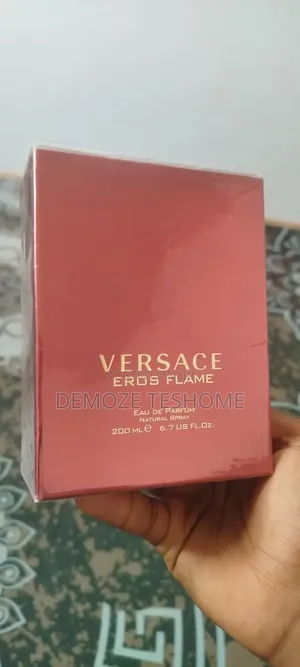 VERSACE
EROS FLAME
DEMOZE TESHOME
EAU DE PARFUM
NATURAL SPRAY
200 ML ℮ 6.7 US FL.OZ.